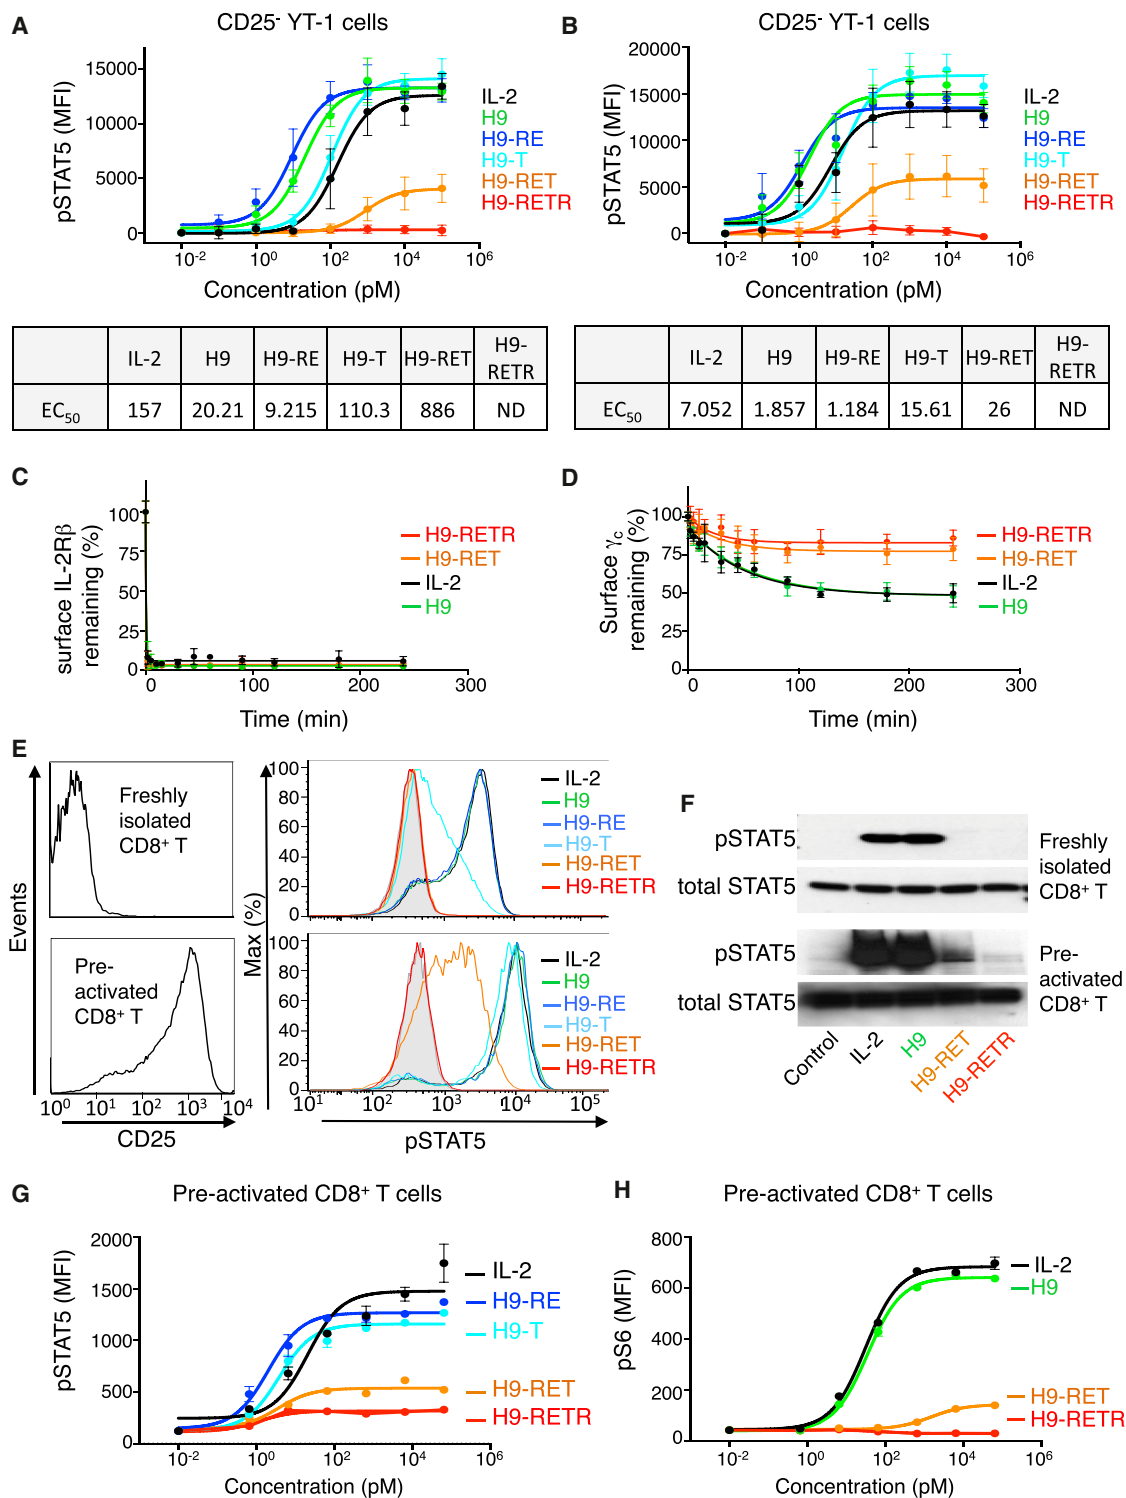 A
CD25⁻ YT-1 cells
pSTAT5 (MFI)
15000
10000
5000
0
10⁻² 10⁰ 10² 10⁴ 10⁶
Concentration (pM)
IL-2
H9
H9-RE
H9-T
H9-RET
H9-RETR
B
CD25⁻ YT-1 cells
pSTAT5 (MFI)
20000
15000
10000
5000
0
10⁻² 10⁰ 10² 10⁴ 10⁶
Concentration (pM)
IL-2
H9
H9-RE
H9-T
H9-RET
H9-RETR
IL-2 H9 H9-RE H9-T H9-RET H9-RETR
EC₅₀ 157 20.21 9.215 110.3 886 ND
IL-2 H9 H9-RE H9-T H9-RET H9-RETR
EC₅₀ 7.052 1.857 1.184 15.61 26 ND
C
surface IL-2Rβ
remaining (%)
100
75
50
25
0
0 100 200 300
Time (min)
H9-RETR
H9-RET
IL-2
H9
D
Surface γc
remaining (%)
100
75
50
25
0
0 100 200 300
Time (min)
H9-RETR
H9-RET
IL-2
H9
E
Events
Freshly
isolated
CD8⁺ T
Pre-
activated
CD8⁺ T
10⁰ 10¹ 10² 10³ 10⁴
CD25
Max (%)
100
80
60
40
20
0
IL-2
H9
H9-RE
H9-T
H9-RET
H9-RETR
100
80
60
40
20
0
IL-2
H9
H9-RE
H9-T
H9-RET
H9-RETR
10¹ 10² 10³ 10⁴ 10⁵
pSTAT5
F
pSTAT5
total STAT5
Freshly
isolated
CD8⁺ T
pSTAT5
total STAT5
Pre-
activated
CD8⁺ T
Control
IL-2
H9
H9-RET
H9-RETR
G
Pre-activated CD8⁺ T cells
pSTAT5 (MFI)
2000
1500
1000
500
0
10⁻² 10⁰ 10² 10⁴ 10⁶
Concentration (pM)
IL-2
H9-RE
H9-T
H9-RET
H9-RETR
H
Pre-activated CD8⁺ T cells
pS6 (MFI)
800
600
400
200
0
10⁻² 10⁰ 10² 10⁴ 10⁶
Concentration (pM)
IL-2
H9
H9-RET
H9-RETR